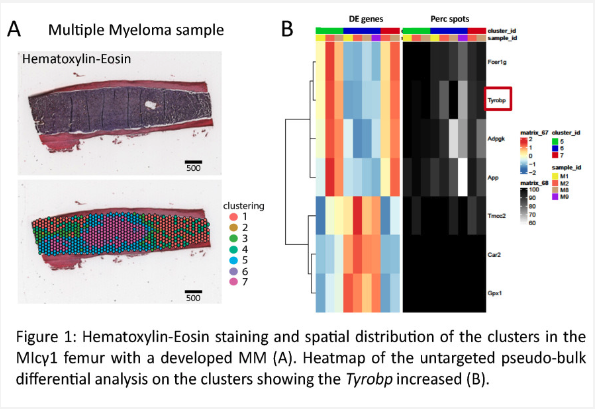 A
Multiple Myeloma sample
Hematoxylin-Eosin
500
500
clustering
1
2
3
4
5
6
7
B
DE genes
Perc spots
cluster_id
sample_id
Fcer1g
Tyrobp
Adpgk
App
Tmcc2
Car2
Gpx1
matrix_67
2
1
0
−1
−2
matrix_68
100
90
80
70
60
cluster_id
5
6
7
sample_id
M1
M2
M8
M9
Figure 1: Hematoxylin-Eosin staining and spatial distribution of the clusters in the
MIcγ1 femur with a developed MM (A). Heatmap of the untargeted pseudo-bulk
differential analysis on the clusters showing the Tyrobp increased (B).